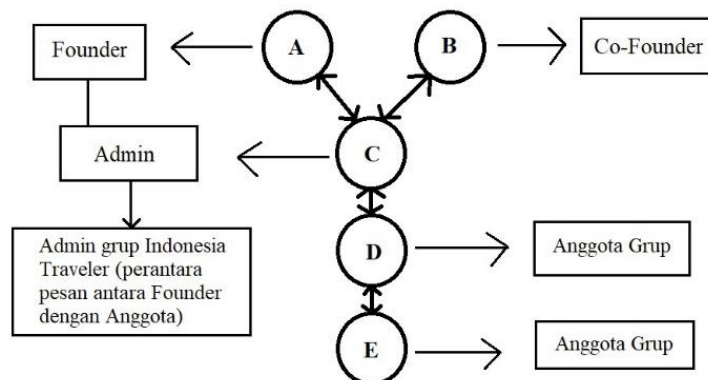 Founder
A
B
Co-Founder
Admin
C
Admin grup Indonesia
Traveler (perantara
pesan antara Founder
dengan Anggota)
D
Anggota Grup
E
Anggota Grup